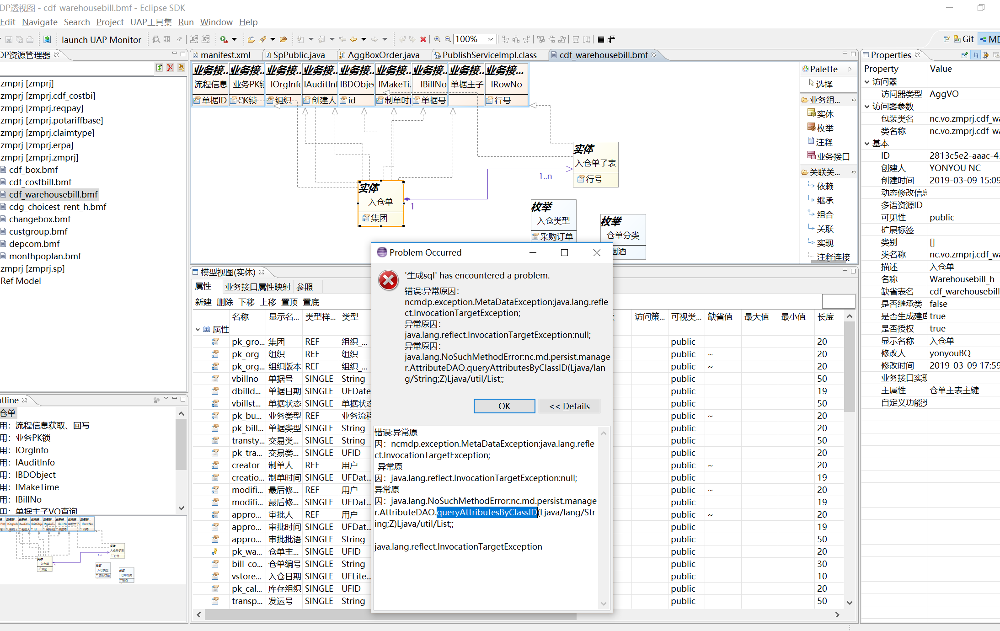 DP透视图 - cdf_warehousebill.bmf - Eclipse SDK
Edit Navigate Search Project UAP工具集 Run Window Help
launch UAP Monitor
100%
Git
DP资源管理器
zmprj [zmprj]
zmprj [zmprj.cdf_costbi]
zmprj [zmprj.reqpay]
zmprj [zmprj.potariffbase]
zmprj [zmprj.claimtype]
zmprj [zmprj.erpa]
zmprj [zmprj.zmprj]
cdf_box.bmf
cdf_costbill.bmf
cdf_warehousebill.bmf
cdg_choicest_rent_h.bmf
changebox.bmf
custgroup.bmf
depcom.bmf
monthpoplan.bmf
zmprj [zmprj.sp]
Ref Model
utline
仓单
用: 流程信息获取、回写
用: 业务PK锁
用: IOrgInfo
用: IAuditInfo
用: IBDObject
用: IMakeTime
用: IBillNo
用: 单据主子VO查询
manifest.xml SpPublic.java AggBoxOrder.java PublishServiceImpl.class cdf_warehousebill.bmf
业务接... 业务接... 业务接... 业务接... 业务接... 业务接... 业务接... 业务接... 业务接...
流程信息 业务PK锁 IOrgInfo IAuditInf IBDObje IMakeTi. IBillNo 单据主子 IRowNo
单据ID PK锁 组织 创建人 id 制单时 单据号 行号
实体
入仓单子表
行号
1..n
实体
入仓单
集团
1
枚举
入仓类型
采购订单
枚举
仓单分类
烟酒
Palette
选择
业务组...
实体
枚举
注释
业务接口
关联关...
依赖
继承
组合
关联
实现
注释连接
模型视图(实体)
属性 业务接口属性映射 参照
新建 删除 下移 上移 置顶 置底
名称 显示名... 类型样... 类型 访问策... 可视类... 缺省值 最大值 最小值 长度
属性
pk_gro... 集团 REF 组织_... public 20
pk_org 组织 REF 组织 public ~ 20
pk_org... 组织版本 REF 组织_... public ~ 20
vbillno 单据号 SINGLE String public 50
dbilld... 单据日期 SINGLE UFDate public 19
vbillst... 单据状态 SINGLE 单据状态 public 50
pk_bu... 业务类型 REF 业务流程 public ~ 20
pk_bill... 单据类型 SINGLE String public 20
transty... 交易类... SINGLE String public 50
pk_tra... 交易类... SINGLE UFID public 20
creator 制单人 REF 用户 public ~ 20
creatio... 制单时间 SINGLE UFDat... public 19
modifi... 最后修... REF 用户 public ~ 20
modifi... 最后修... SINGLE UFDat... public 19
appro... 审批人 REF 用户 public ~ 20
appro... 审批时间 SINGLE UFDat... public 19
appro... 审批批语 SINGLE String public 50
pk_wa... 仓单主... SINGLE UFID public 20
bill_co... 仓单编号 SINGLE String public 30
vstore... 入仓日期 SINGLE UFLite... public 10
pk_cal... 库存组织 SINGLE UFID public 20
transp... 发运号 SINGLE String public 50
Problem Occurred
'生成sql' has encountered a problem.
错误:异常原因:
ncmdp.exception.MetaDataException:java.lang.refle
ct.InvocationTargetException;
异常原因:
java.lang.reflect.InvocationTargetException:null;
异常原因:
java.lang.NoSuchMethodError:nc.md.persist.manage
r.AttributeDAO.queryAttributesByClassID(Ljava/lan
g/String;Z)Ljava/util/List;;
OK << Details
错误:异常原
因: ncmdp.exception.MetaDataException:java.lang.refle
ct.InvocationTargetException;
异常原
因: java.lang.reflect.InvocationTargetException:null;
异常原
因: java.lang.NoSuchMethodError:nc.md.persist.manage
r.AttributeDAO.queryAttributesByClassID(Ljava/lang/Str
ing;Z)Ljava/util/List;;
java.lang.reflect.InvocationTargetException
Properties
Property Value
访问器
访问器类型 AggVO
访问器参数
包装类名 nc.vo.zmprj.cdf_wa
类名称 nc.vo.zmprj.cdf_wa
基本
ID 2813c5e2-aaac-43
创建人 YONYOU NC
创建时间 2019-03-09 15:09
动态修改信息
多语资源ID
可见性 public
扩展标签
类别 []
类名称 nc.vo.zmprj.cdf_wa
描述 入仓单
名称 Warehousebill_h
缺省表名 cdf_warehousebill
是否继承类 false
是否生成建库 true
是否授权 true
显示名称 入仓单
修改人 yonyouBQ
修改时间 2019-03-09 17:59
业务接口实现
主属性 仓单主表主键
自定义功能类